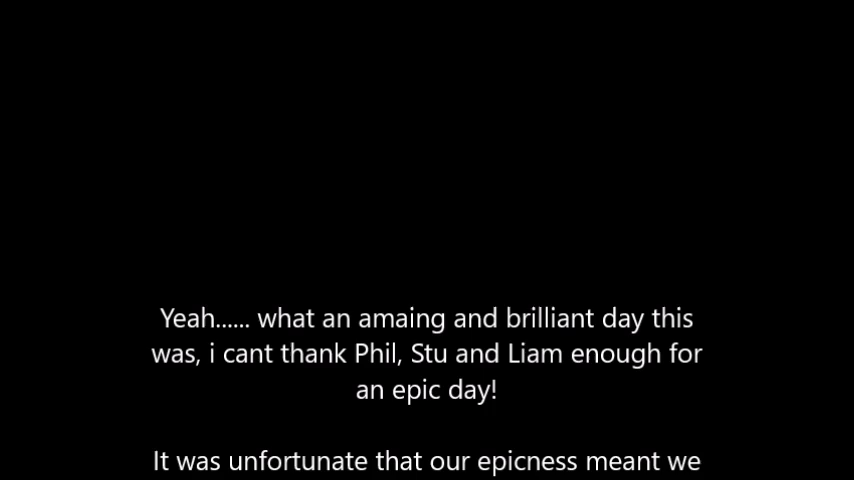 Yeah...... what an amaing and brilliant day this
was, i cant thank Phil, Stu and Liam enough for
an epic day!
It was unfortunate that our epicness meant we